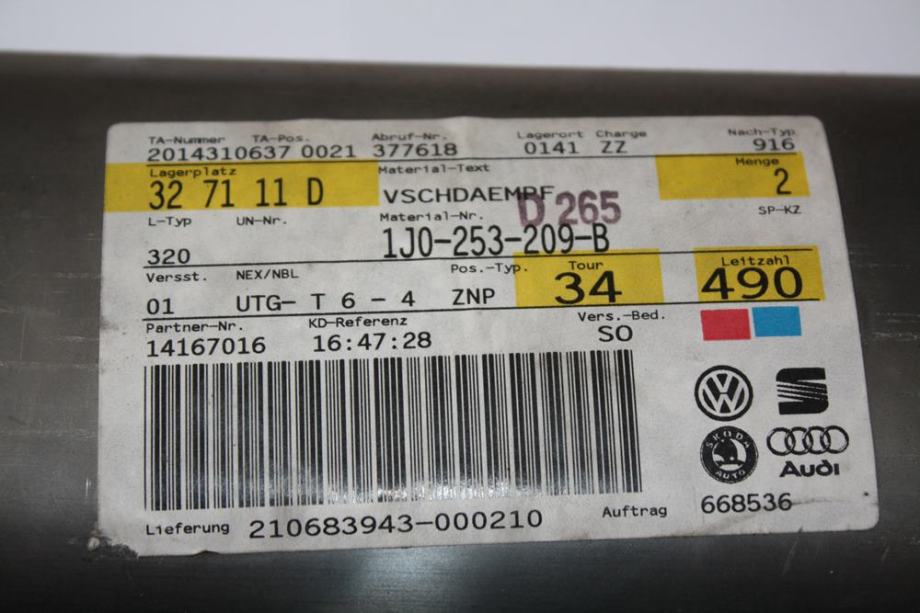 TA-Nummer TA-Pos. Abruf-Nr. Lagerort Charge Nach-Typ
2014310637 0021 377618 0141 ZZ 916
Lagerplatz Material-Text Menge
32 71 11 D VSCHDAEMPF 2
D 265
L-Typ UN-Nr. Material-Nr. SP-KZ
320 1J0-253-209-B
Versst. NEX/NBL Pos.-Typ. Tour Leitzahl
01 UTG- T 6 - 4 ZNP 34 490
Partner-Nr. KD-Referenz Vers.-Bed.
14167016 16:47:28 SO
SKODA
AUTO
Audi
Lieferung 210683943-000210 Auftrag 668536